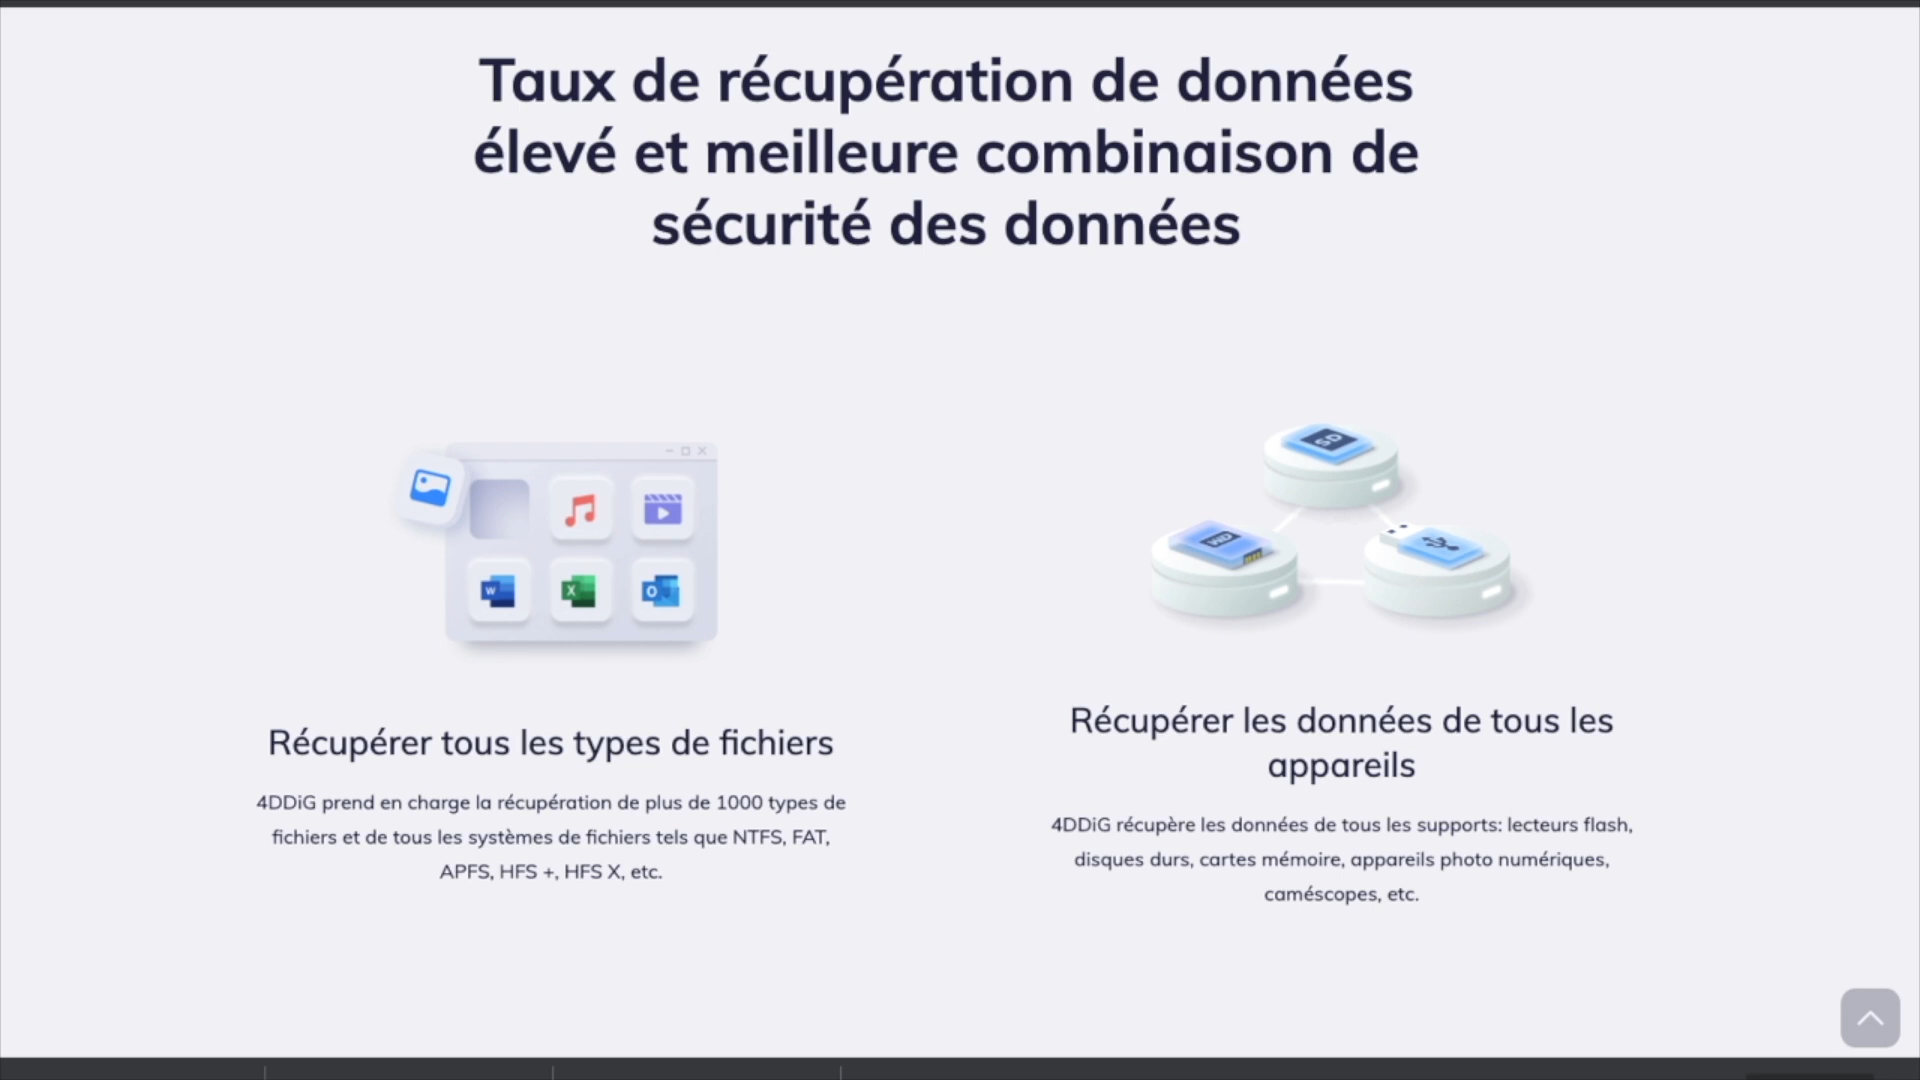 Taux de récupération de données
élevé et meilleure combinaison de
sécurité des données
SD
HD
W
X
O
Récupérer tous les types de fichiers
4DDiG prend en charge la récupération de plus de 1000 types de
fichiers et de tous les systèmes de fichiers tels que NTFS, FAT,
APFS, HFS +, HFS X, etc.
Récupérer les données de tous les
appareils
4DDiG récupère les données de tous les supports: lecteurs flash,
disques durs, cartes mémoire, appareils photo numériques,
caméscopes, etc.